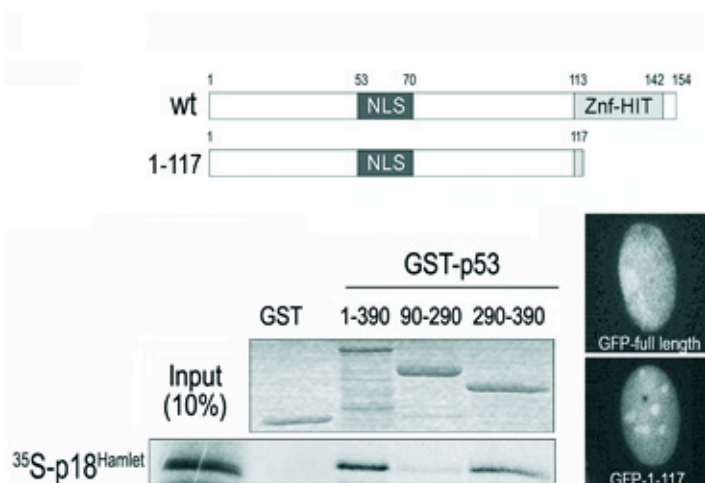 1 53 70 113 142 154
wt NLS Znf-HIT
1 117
1-117 NLS
GST-p53
GST 1-390 90-290 290-390
GFP-full length
Input
(10%)
35S-p18Hamlet
GFP-1-117